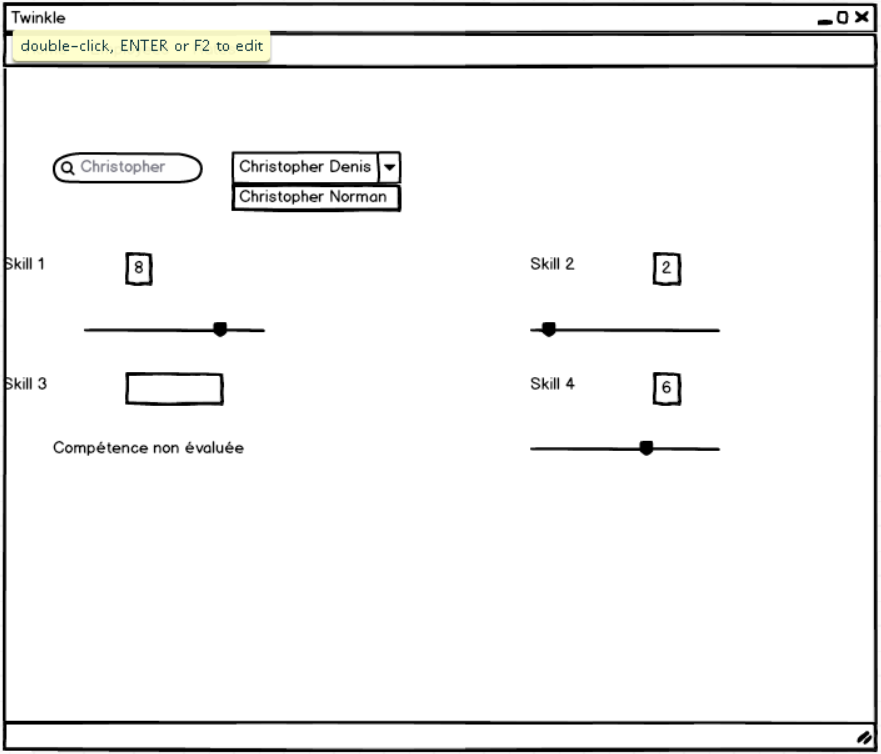 Twinkle
double-click, ENTER or F2 to edit
Christopher
Christopher Denis
Christopher Norman
Skill 1
8
Skill 2
2
Skill 3
Skill 4
6
Compétence non évaluée